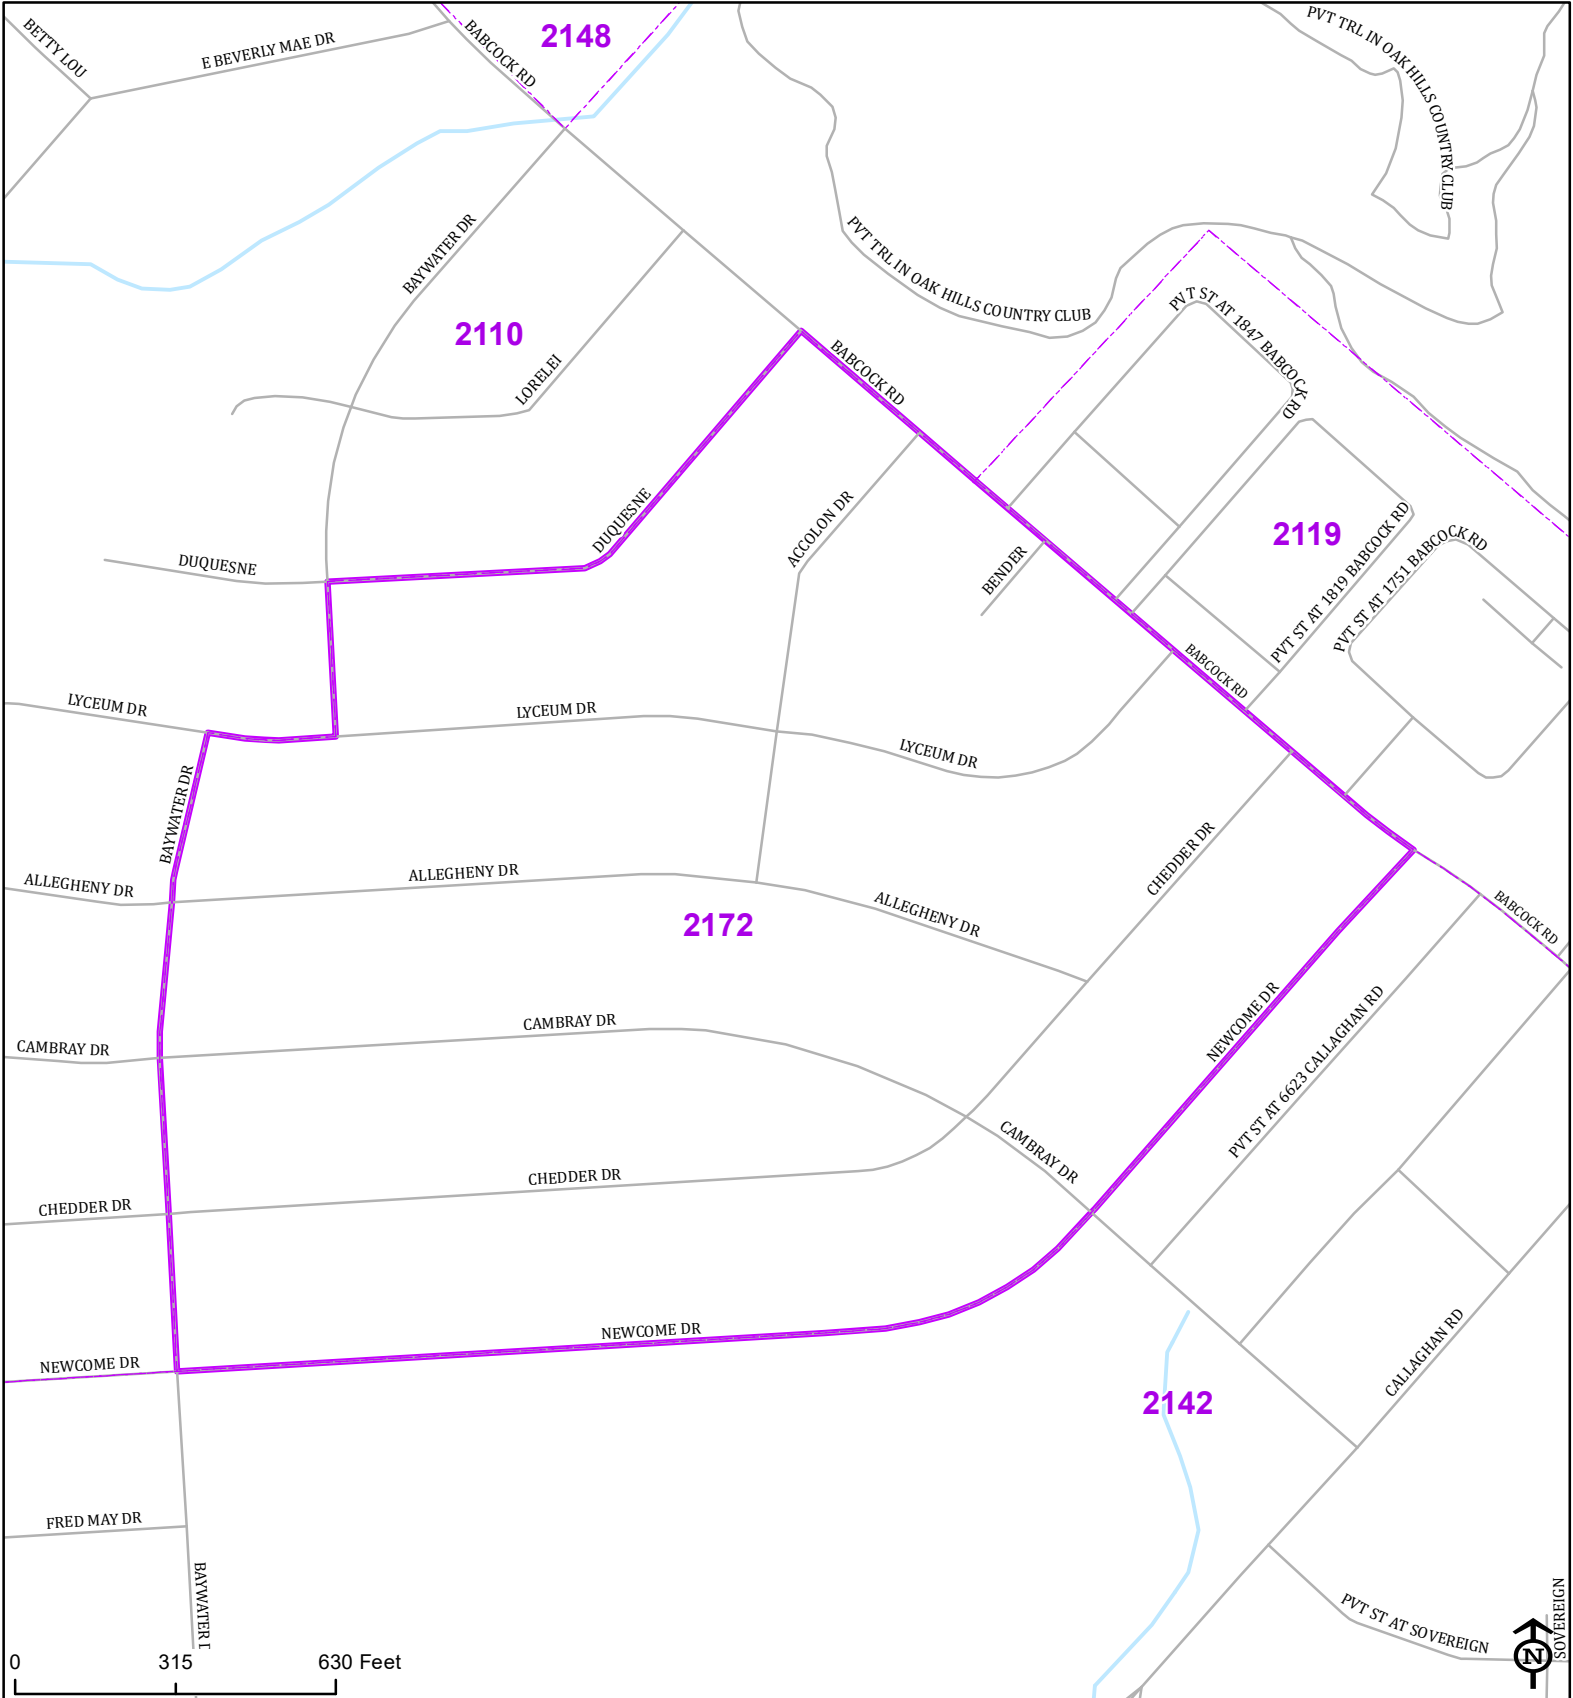 BETTY LOU
E BEVERLY MAE DR
BABCOCK RD
2148
PVT TRL IN OAK HILLS COUNTRY CLUB
BAYWATER DR
2110
LORELEI
PVT TRL IN OAK HILLS COUNTRY CLUB
PVT ST AT 1847 BABCOCK RD
BABCOCK RD
DUQUESNE
DUQUESNE
ACCOLON DR
BENDER
2119
PVT ST AT 1819 BABCOCK RD
PVT ST AT 1751 BABCOCK RD
BABCOCK RD
LYCEUM DR
LYCEUM DR
LYCEUM DR
BAYWATER DR
CHEDDER DR
ALLEGHENY DR
ALLEGHENY DR
ALLEGHENY DR
2172
BABCOCK RD
NEWCOME DR
PVT ST AT 6623 CALLAGHAN RD
CAMBRAY DR
CAMBRAY DR
CAMBRAY DR
CHEDDER DR
CHEDDER DR
NEWCOME DR
NEWCOME DR
2142
CALLAGHAN RD
FRED MAY DR
BAYWATER D
PVT ST AT SOVEREIGN
SOVEREIGN
N
0 315 630 Feet